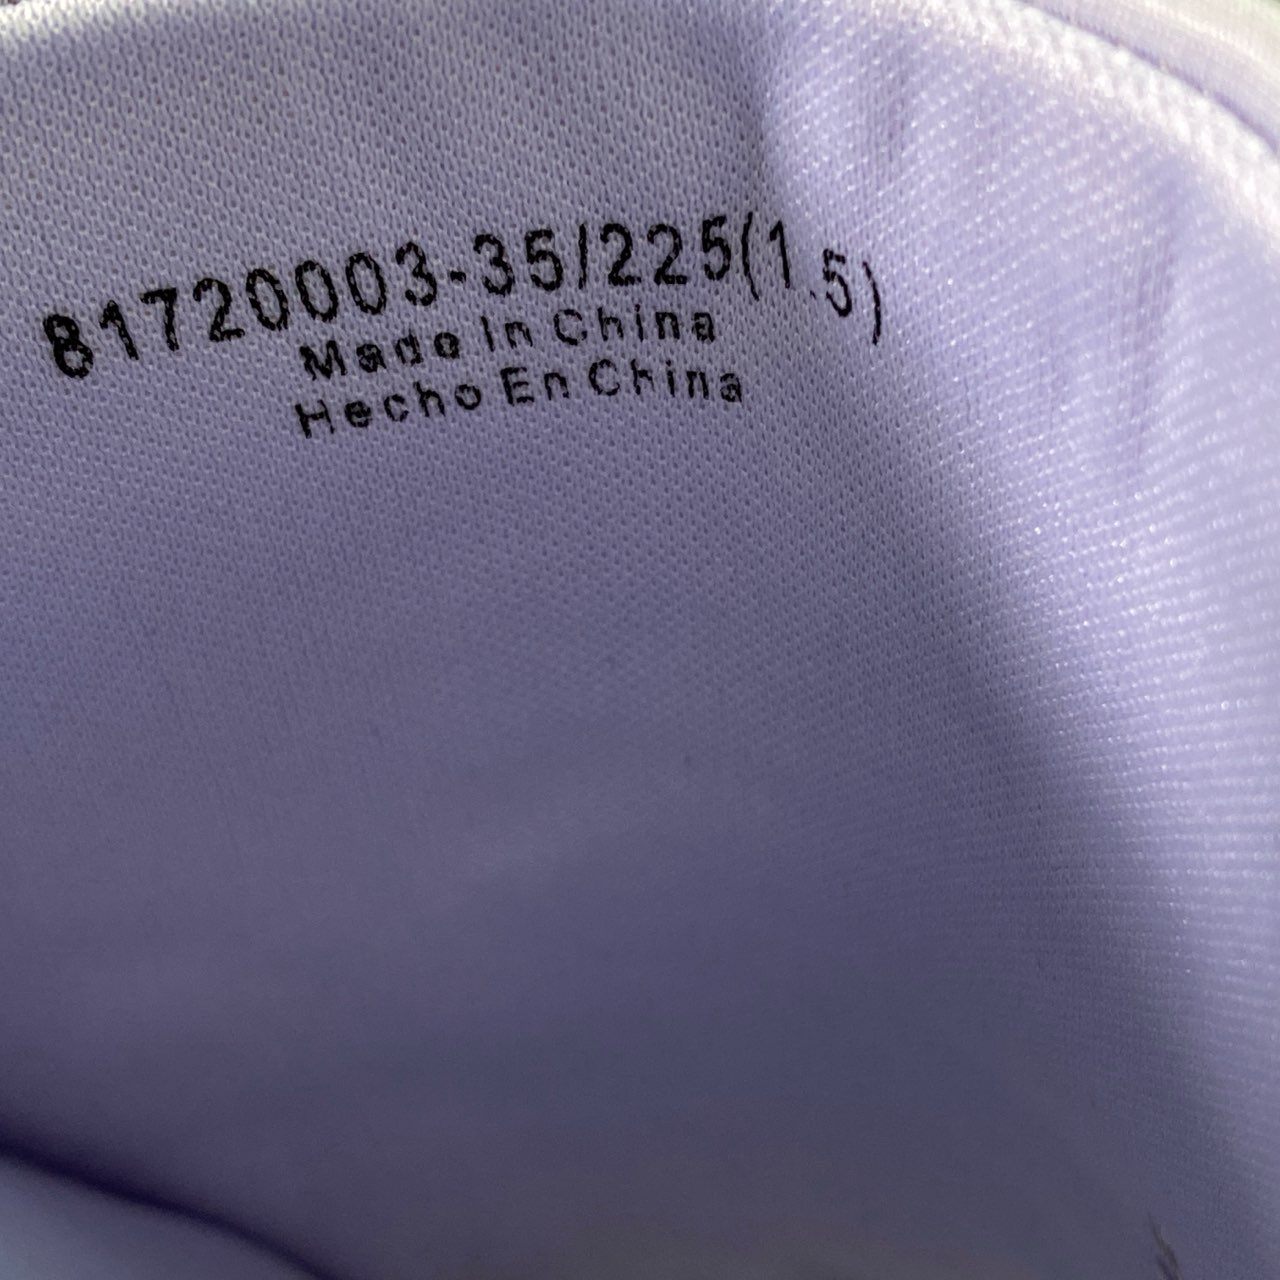 81720003-35/225(1.5)
Made In China
Hecho En China